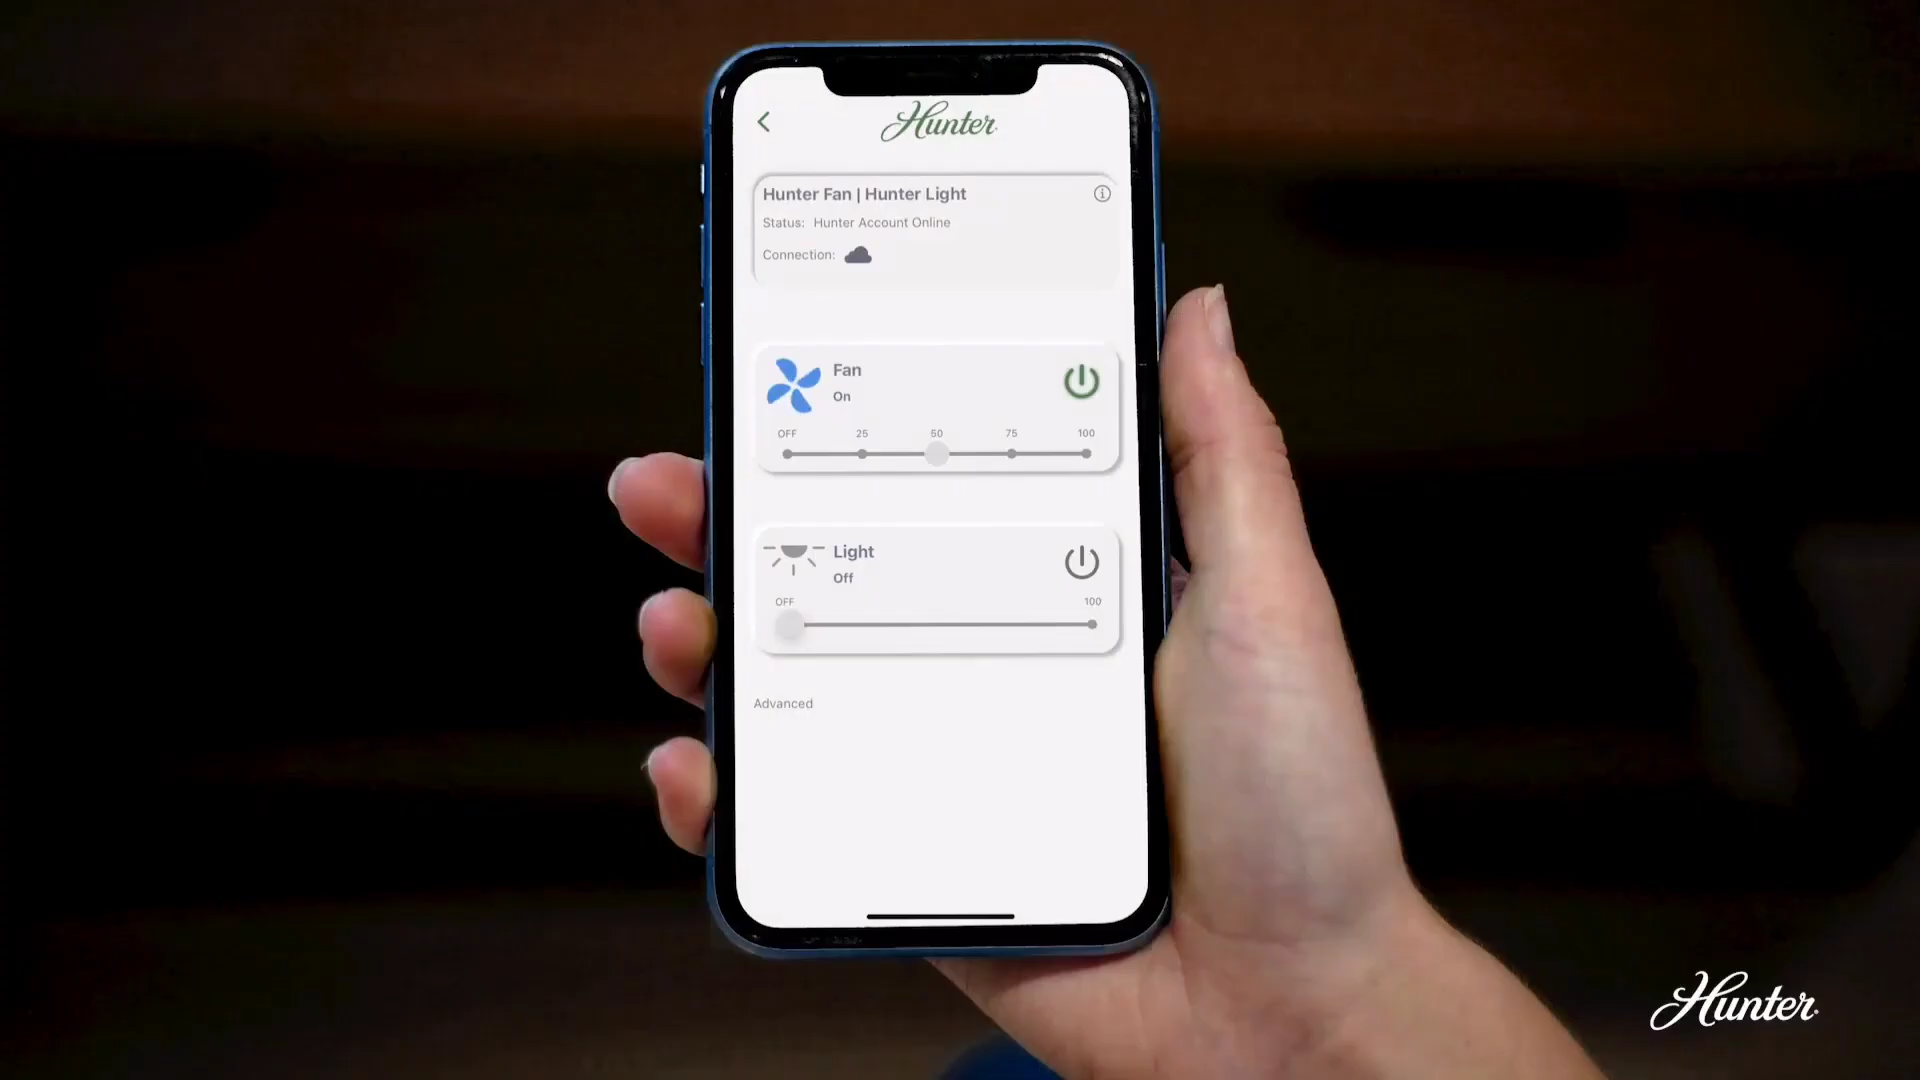 Hunter
Hunter Fan | Hunter Light
Status: Hunter Account Online
Connection:
Fan
On
OFF 25 50 75 100
Light
Off
OFF 100
Advanced
Hunter